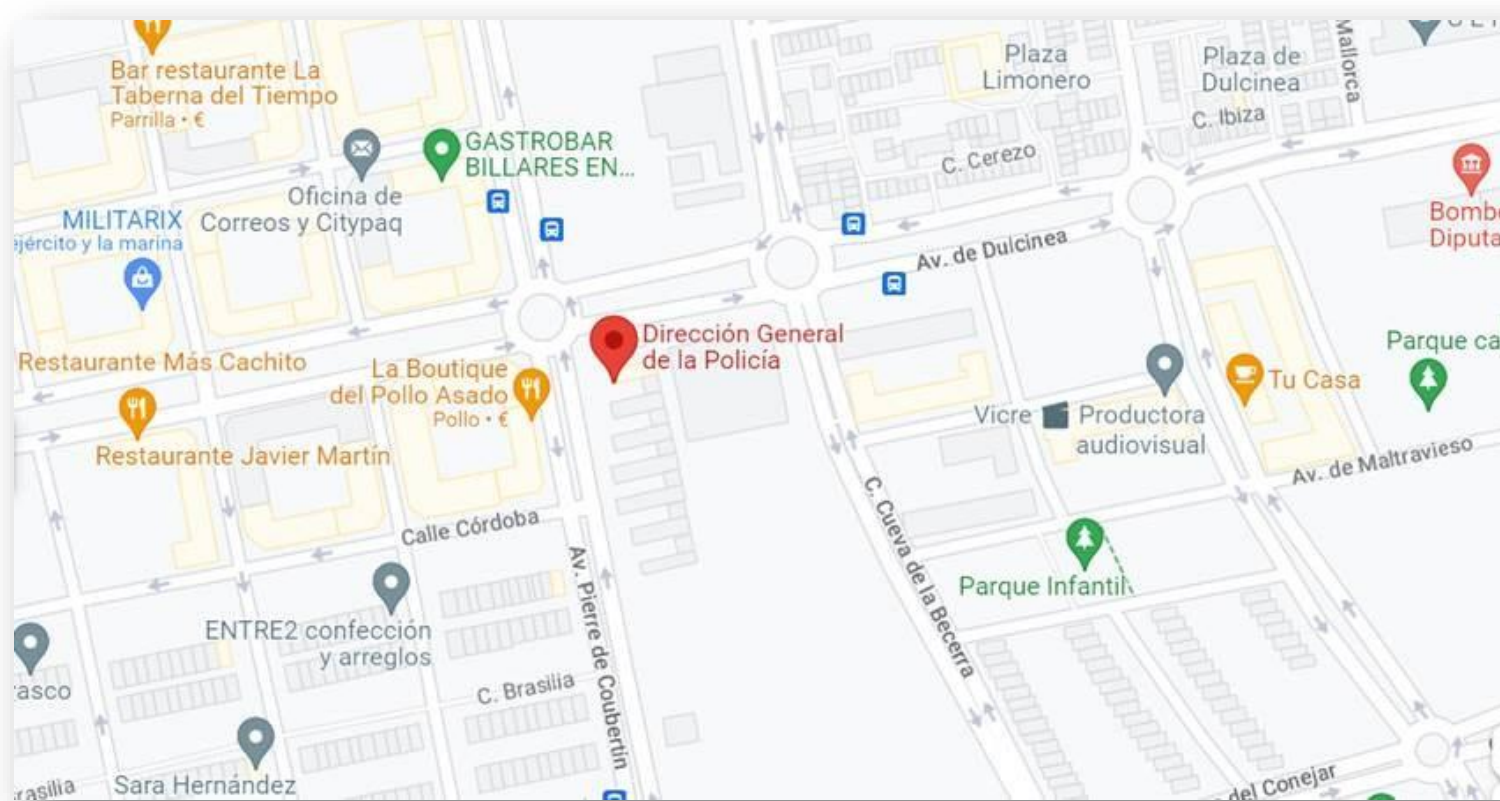 Bar restaurante La
Taberna del Tiempo
Parrilla • €
GASTROBAR
BILLARES EN...
Oficina de
Correos y Citypaq
MILITARIX
ejército y la marina
Plaza
Limonero
Plaza de
Dulcinea
Mallorca
C. Ibiza
C. Cerezo
Bombe
Diputa
Av. de Dulcinea
Dirección General
de la Policía
Restaurante Más Cachito
La Boutique
del Pollo Asado
Pollo • €
Restaurante Javier Martín
Parque ca
Tu Casa
Vicre Productora
audiovisual
Av. de Maltravieso
Calle Córdoba
C. Cueva de la Becerra
Av. Pierre de Coubertín
Parque Infantil
ENTRE2 confección
y arreglos
asco
C. Brasilia
Sara Hernández
rasilia
del Conejar